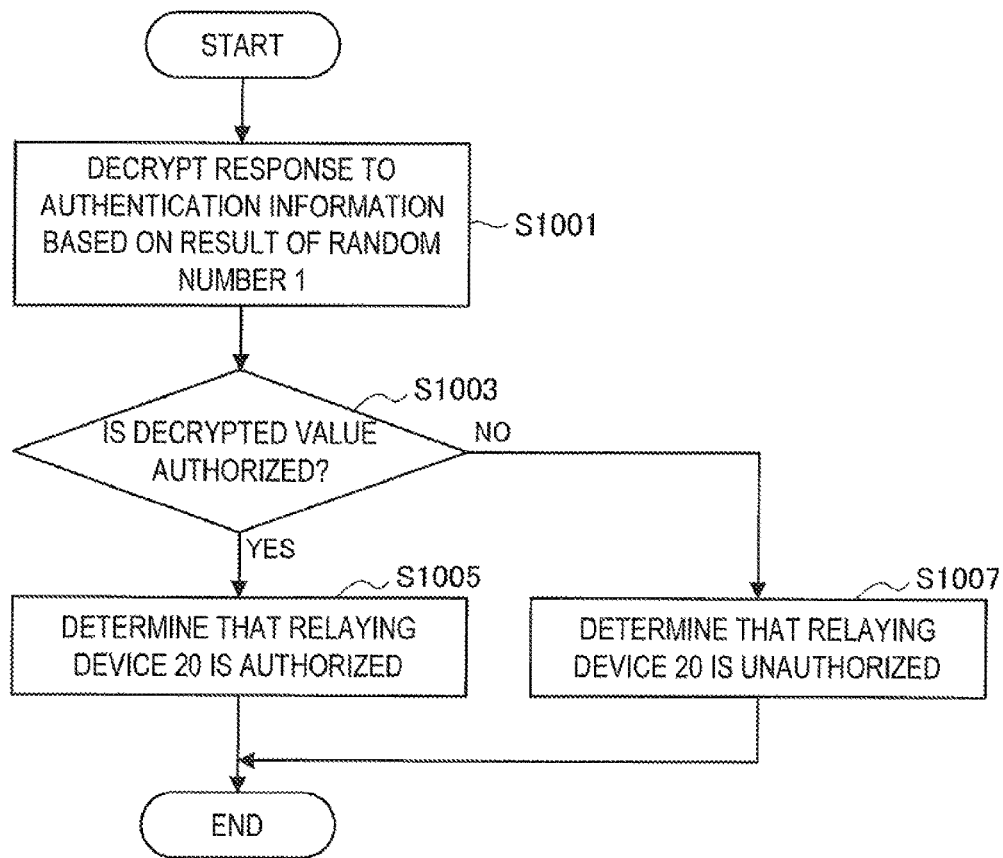 START
DECRYPT RESPONSE TO
AUTHENTICATION INFORMATION
BASED ON RESULT OF RANDOM
NUMBER 1
S1001
S1003
IS DECRYPTED VALUE
AUTHORIZED?
NO
YES
S1005
DETERMINE THAT RELAYING
DEVICE 20 IS AUTHORIZED
S1007
DETERMINE THAT RELAYING
DEVICE 20 IS UNAUTHORIZED
END